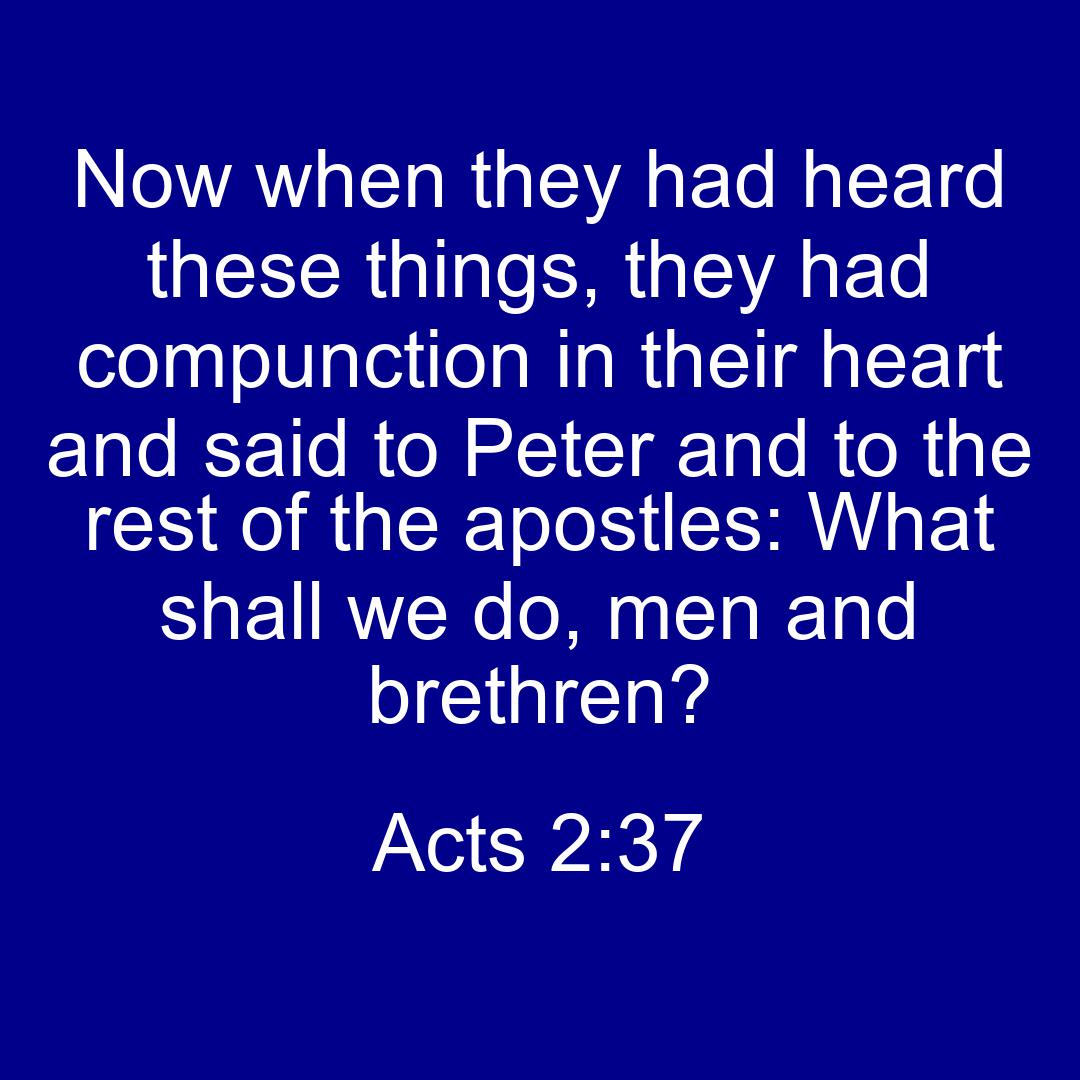 Now when they had heard
these things, they had
compunction in their heart
and said to Peter and to the
rest of the apostles: What
shall we do, men and
brethren?
Acts 2:37